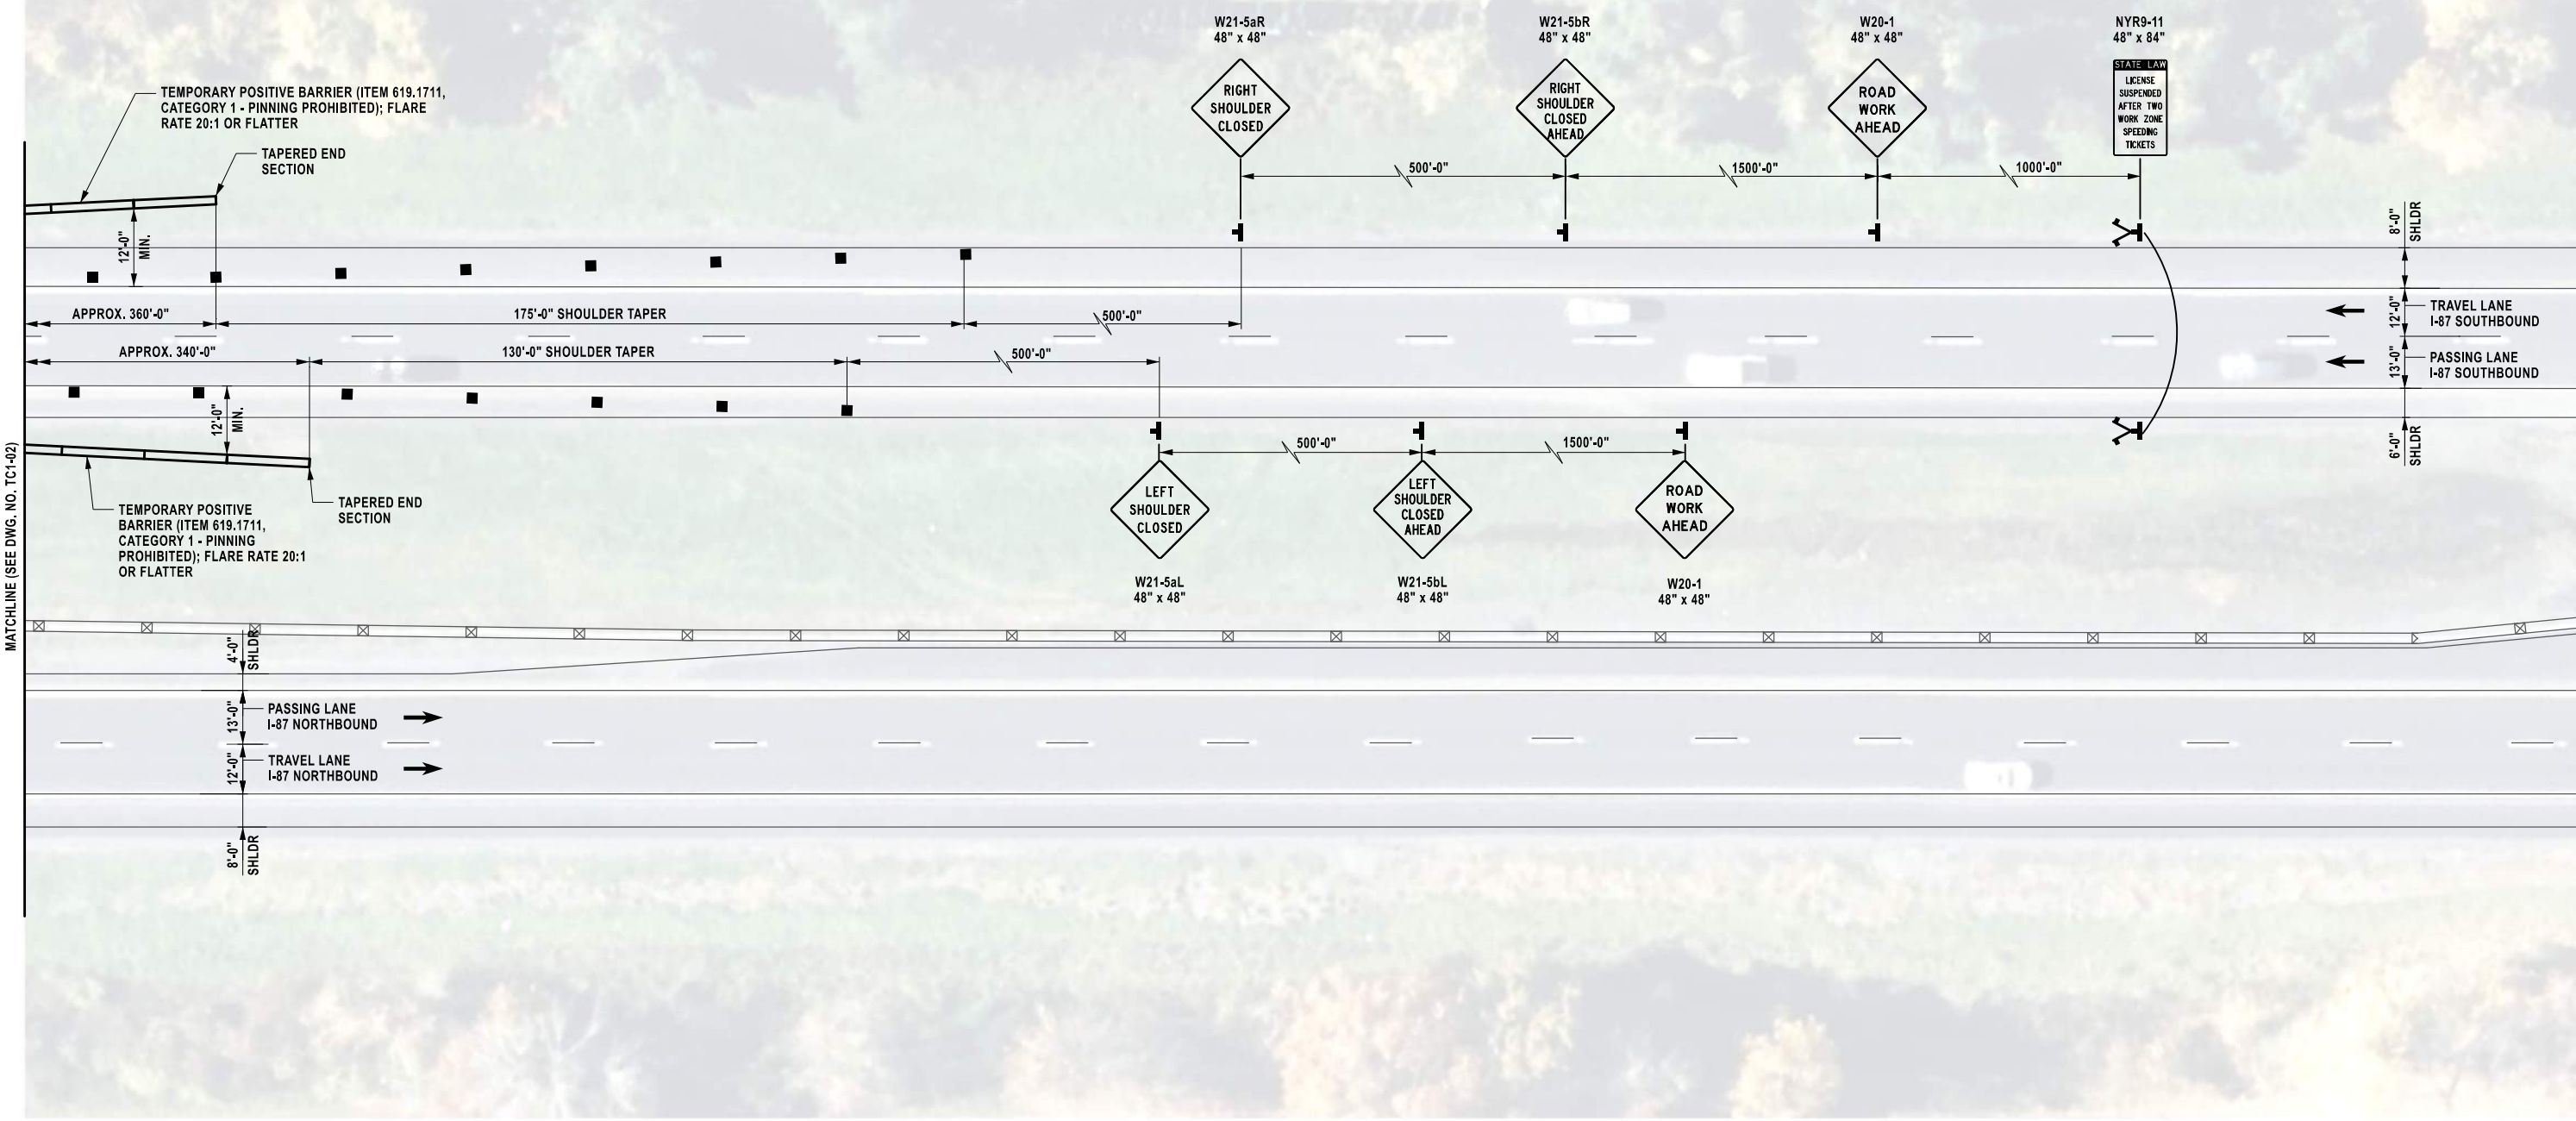 W21-5aR
48" x 48"
W21-5bR
48" x 48"
W20-1
48" x 48"
NYR9-11
48" x 84"
RIGHT
SHOULDER
CLOSED
RIGHT
SHOULDER
CLOSED
AHEAD
ROAD
WORK
AHEAD
STATE LAW
LICENSE
SUSPENDED
AFTER TWO
WORK ZONE
SPEEDING
TICKETS
TEMPORARY POSITIVE BARRIER (ITEM 619.1711,
CATEGORY 1 - PINNING PROHIBITED); FLARE
RATE 20:1 OR FLATTER
TAPERED END
SECTION
500'-0"
1500'-0"
1000'-0"
12'-0"
MIN.
8'-0"
SHLDR
APPROX. 360'-0"
175'-0" SHOULDER TAPER
500'-0"
12'-0"
TRAVEL LANE
I-87 SOUTHBOUND
APPROX. 340'-0"
130'-0" SHOULDER TAPER
500'-0"
13'-0"
PASSING LANE
I-87 SOUTHBOUND
12'-0"
MIN.
500'-0"
1500'-0"
6'-0"
SHLDR
LEFT
SHOULDER
CLOSED
LEFT
SHOULDER
CLOSED
AHEAD
ROAD
WORK
AHEAD
TAPERED END
SECTION
TEMPORARY POSITIVE
BARRIER (ITEM 619.1711,
CATEGORY 1 - PINNING
PROHIBITED); FLARE RATE 20:1
OR FLATTER
W21-5aL
48" x 48"
W21-5bL
48" x 48"
W20-1
48" x 48"
MATCHLINE (SEE DWG. NO. TC1-02)
4'-0"
SHLDR
13'-0"
PASSING LANE
I-87 NORTHBOUND
12'-0"
TRAVEL LANE
I-87 NORTHBOUND
8'-0"
SHLDR